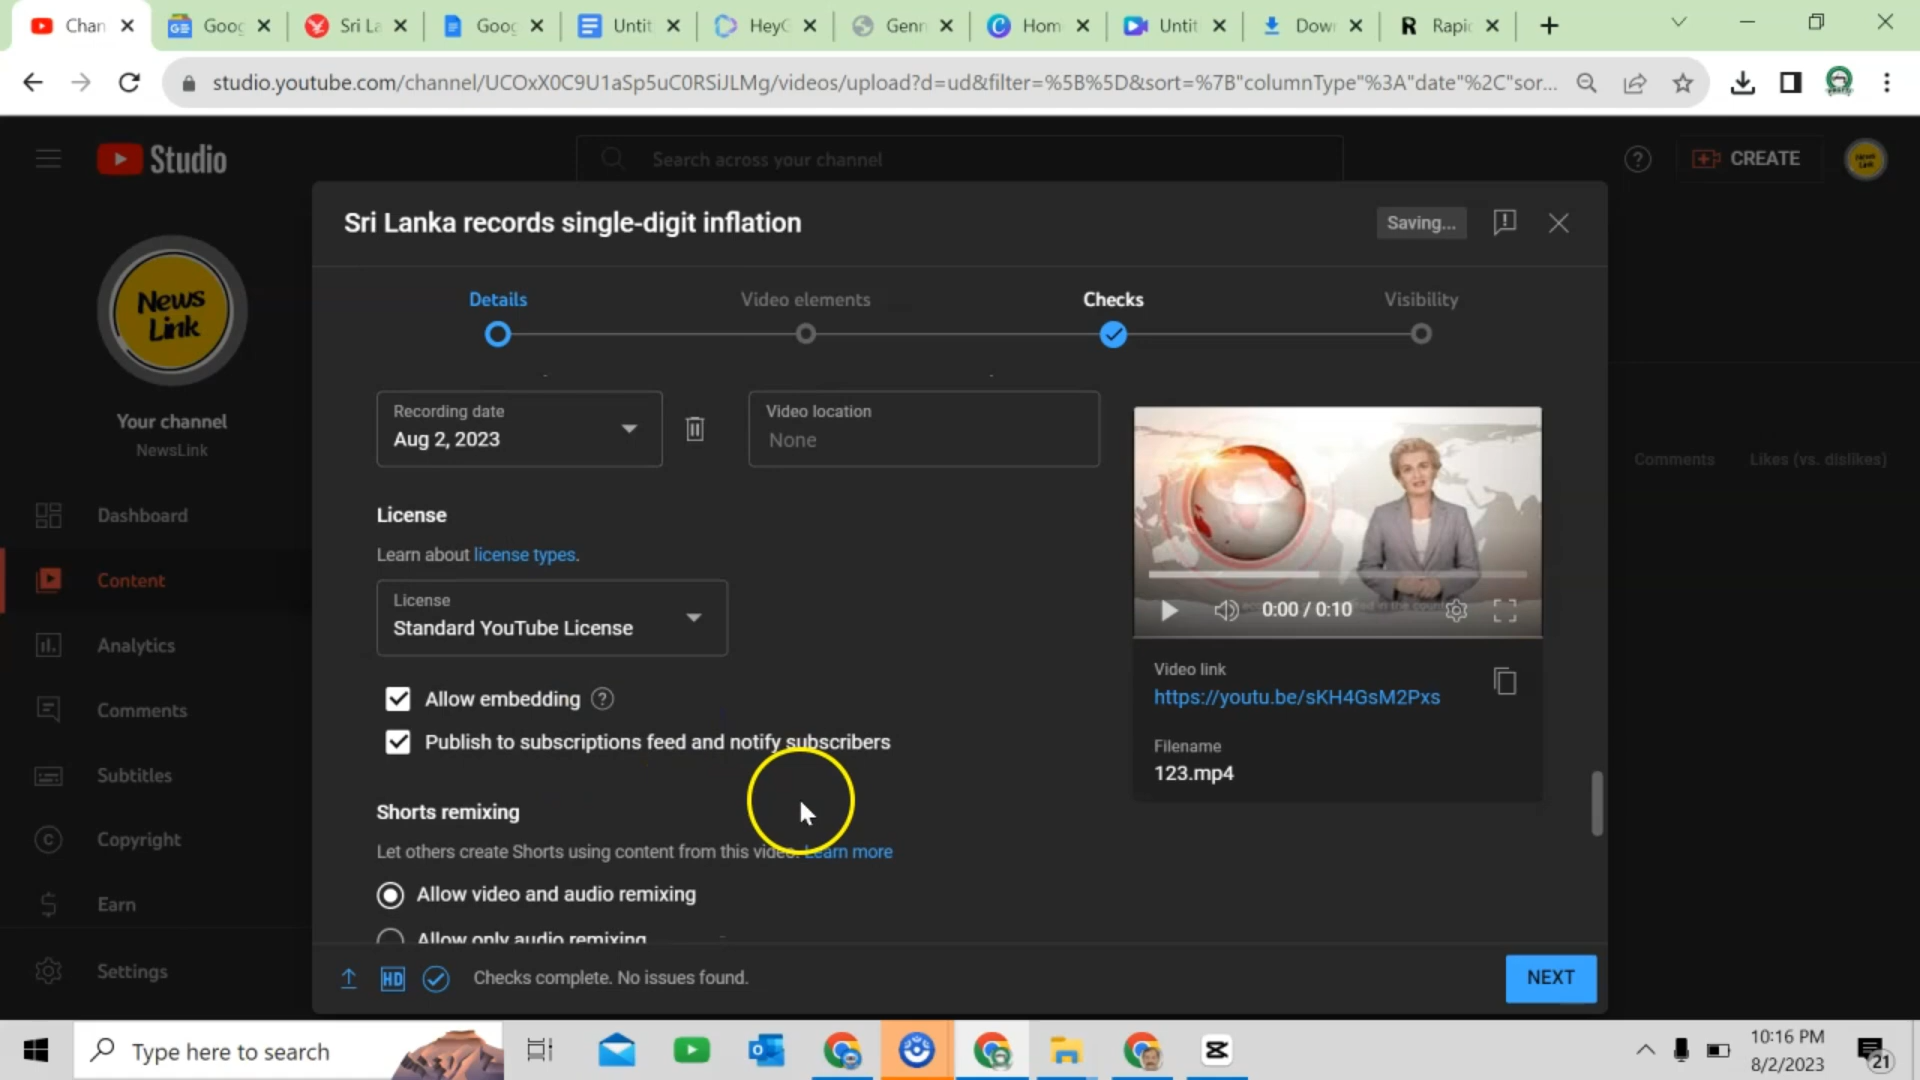 Chan
Goog
Sri La
Goog
Untit
HeyG
Genn
Hom
Untit
Down
Rapid
studio.youtube.com/channel/UCOxX0C9U1aSp5uC0RSiJLMg/videos/upload?d=ud&filter=%5B%5D&sort=%7B"columnType"%3A"date"%2C"sor...
Studio
Search across your channel
CREATE
News
Link
Sri Lanka records single-digit inflation
Saving...
Details
Video elements
Checks
Visibility
News
Link
Your channel
NewsLink
Dashboard
Content
Analytics
Comments
Subtitles
Copyright
Earn
Settings
Recording date
Aug 2, 2023
Video location
None
License
Learn about license types.
License
Standard YouTube License
Allow embedding
Publish to subscriptions feed and notify subscribers
Shorts remixing
Let others create Shorts using content from this video. Learn more
Allow video and audio remixing
Allow only audio remixing
0:00 / 0:10
Video link
https://youtu.be/sKH4GsM2Pxs
Filename
123.mp4
Comments
Likes (vs. dislikes)
HD
Checks complete. No issues found.
NEXT
Type here to search
10:16 PM
8/2/2023
21